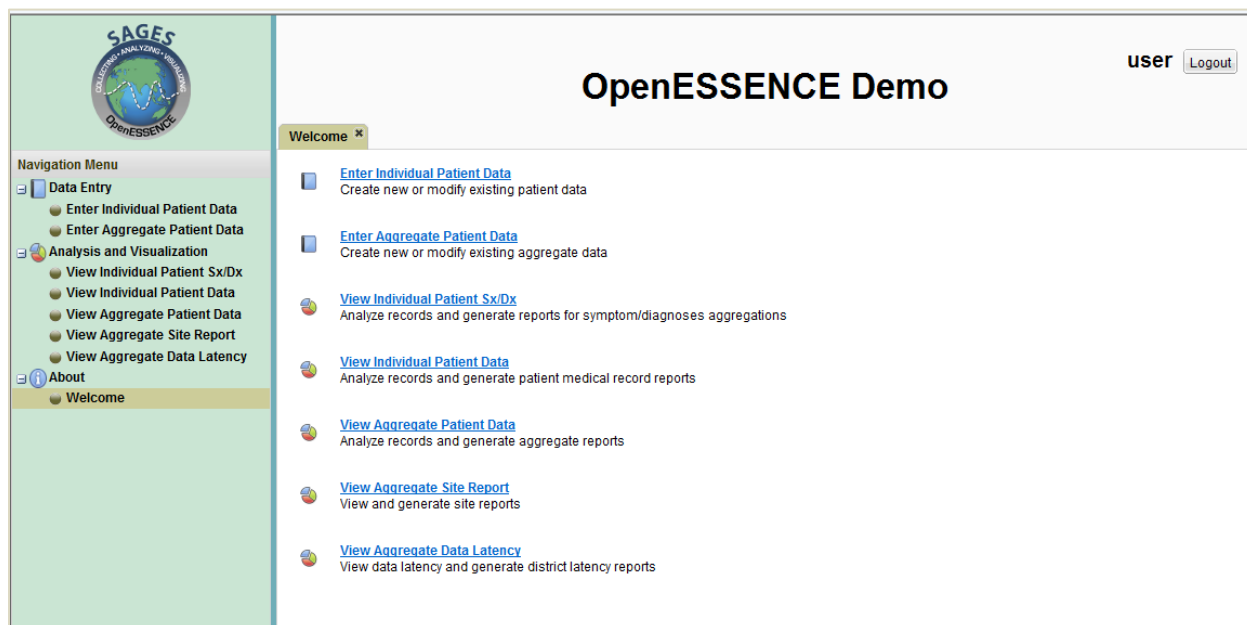 SAGES
COLLECTING • ANALYZING • VISUALIZING
OpenESSENCE
Navigation Menu
Data Entry
Enter Individual Patient Data
Enter Aggregate Patient Data
Analysis and Visualization
View Individual Patient Sx/Dx
View Individual Patient Data
View Aggregate Patient Data
View Aggregate Site Report
View Aggregate Data Latency
About
Welcome
user Logout
OpenESSENCE Demo
Welcome
Enter Individual Patient Data
Create new or modify existing patient data
Enter Aggregate Patient Data
Create new or modify existing aggregate data
View Individual Patient Sx/Dx
Analyze records and generate reports for symptom/diagnoses aggregations
View Individual Patient Data
Analyze records and generate patient medical record reports
View Aggregate Patient Data
Analyze records and generate aggregate reports
View Aggregate Site Report
View and generate site reports
View Aggregate Data Latency
View data latency and generate district latency reports